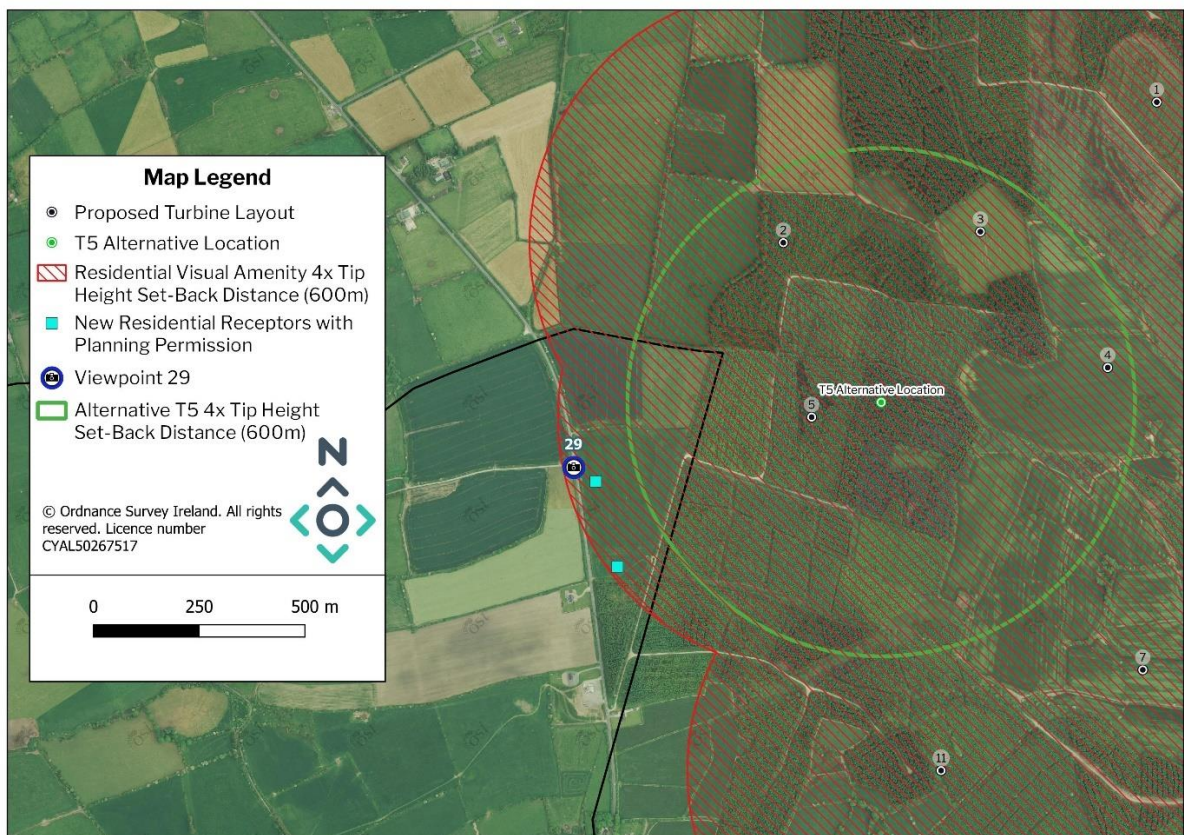 Map Legend
Proposed Turbine Layout
T5 Alternative Location
Residential Visual Amenity 4x Tip
Height Set-Back Distance (600m)
New Residential Receptors with
Planning Permission
Viewpoint 29
Alternative T5 4x Tip Height
Set-Back Distance (600m)
N
© Ordnance Survey Ireland. All rights
reserved. Licence number
CYAL50267517
0 250 500 m
1
2
3
4
T5 Alternative Location
5
29
7
11